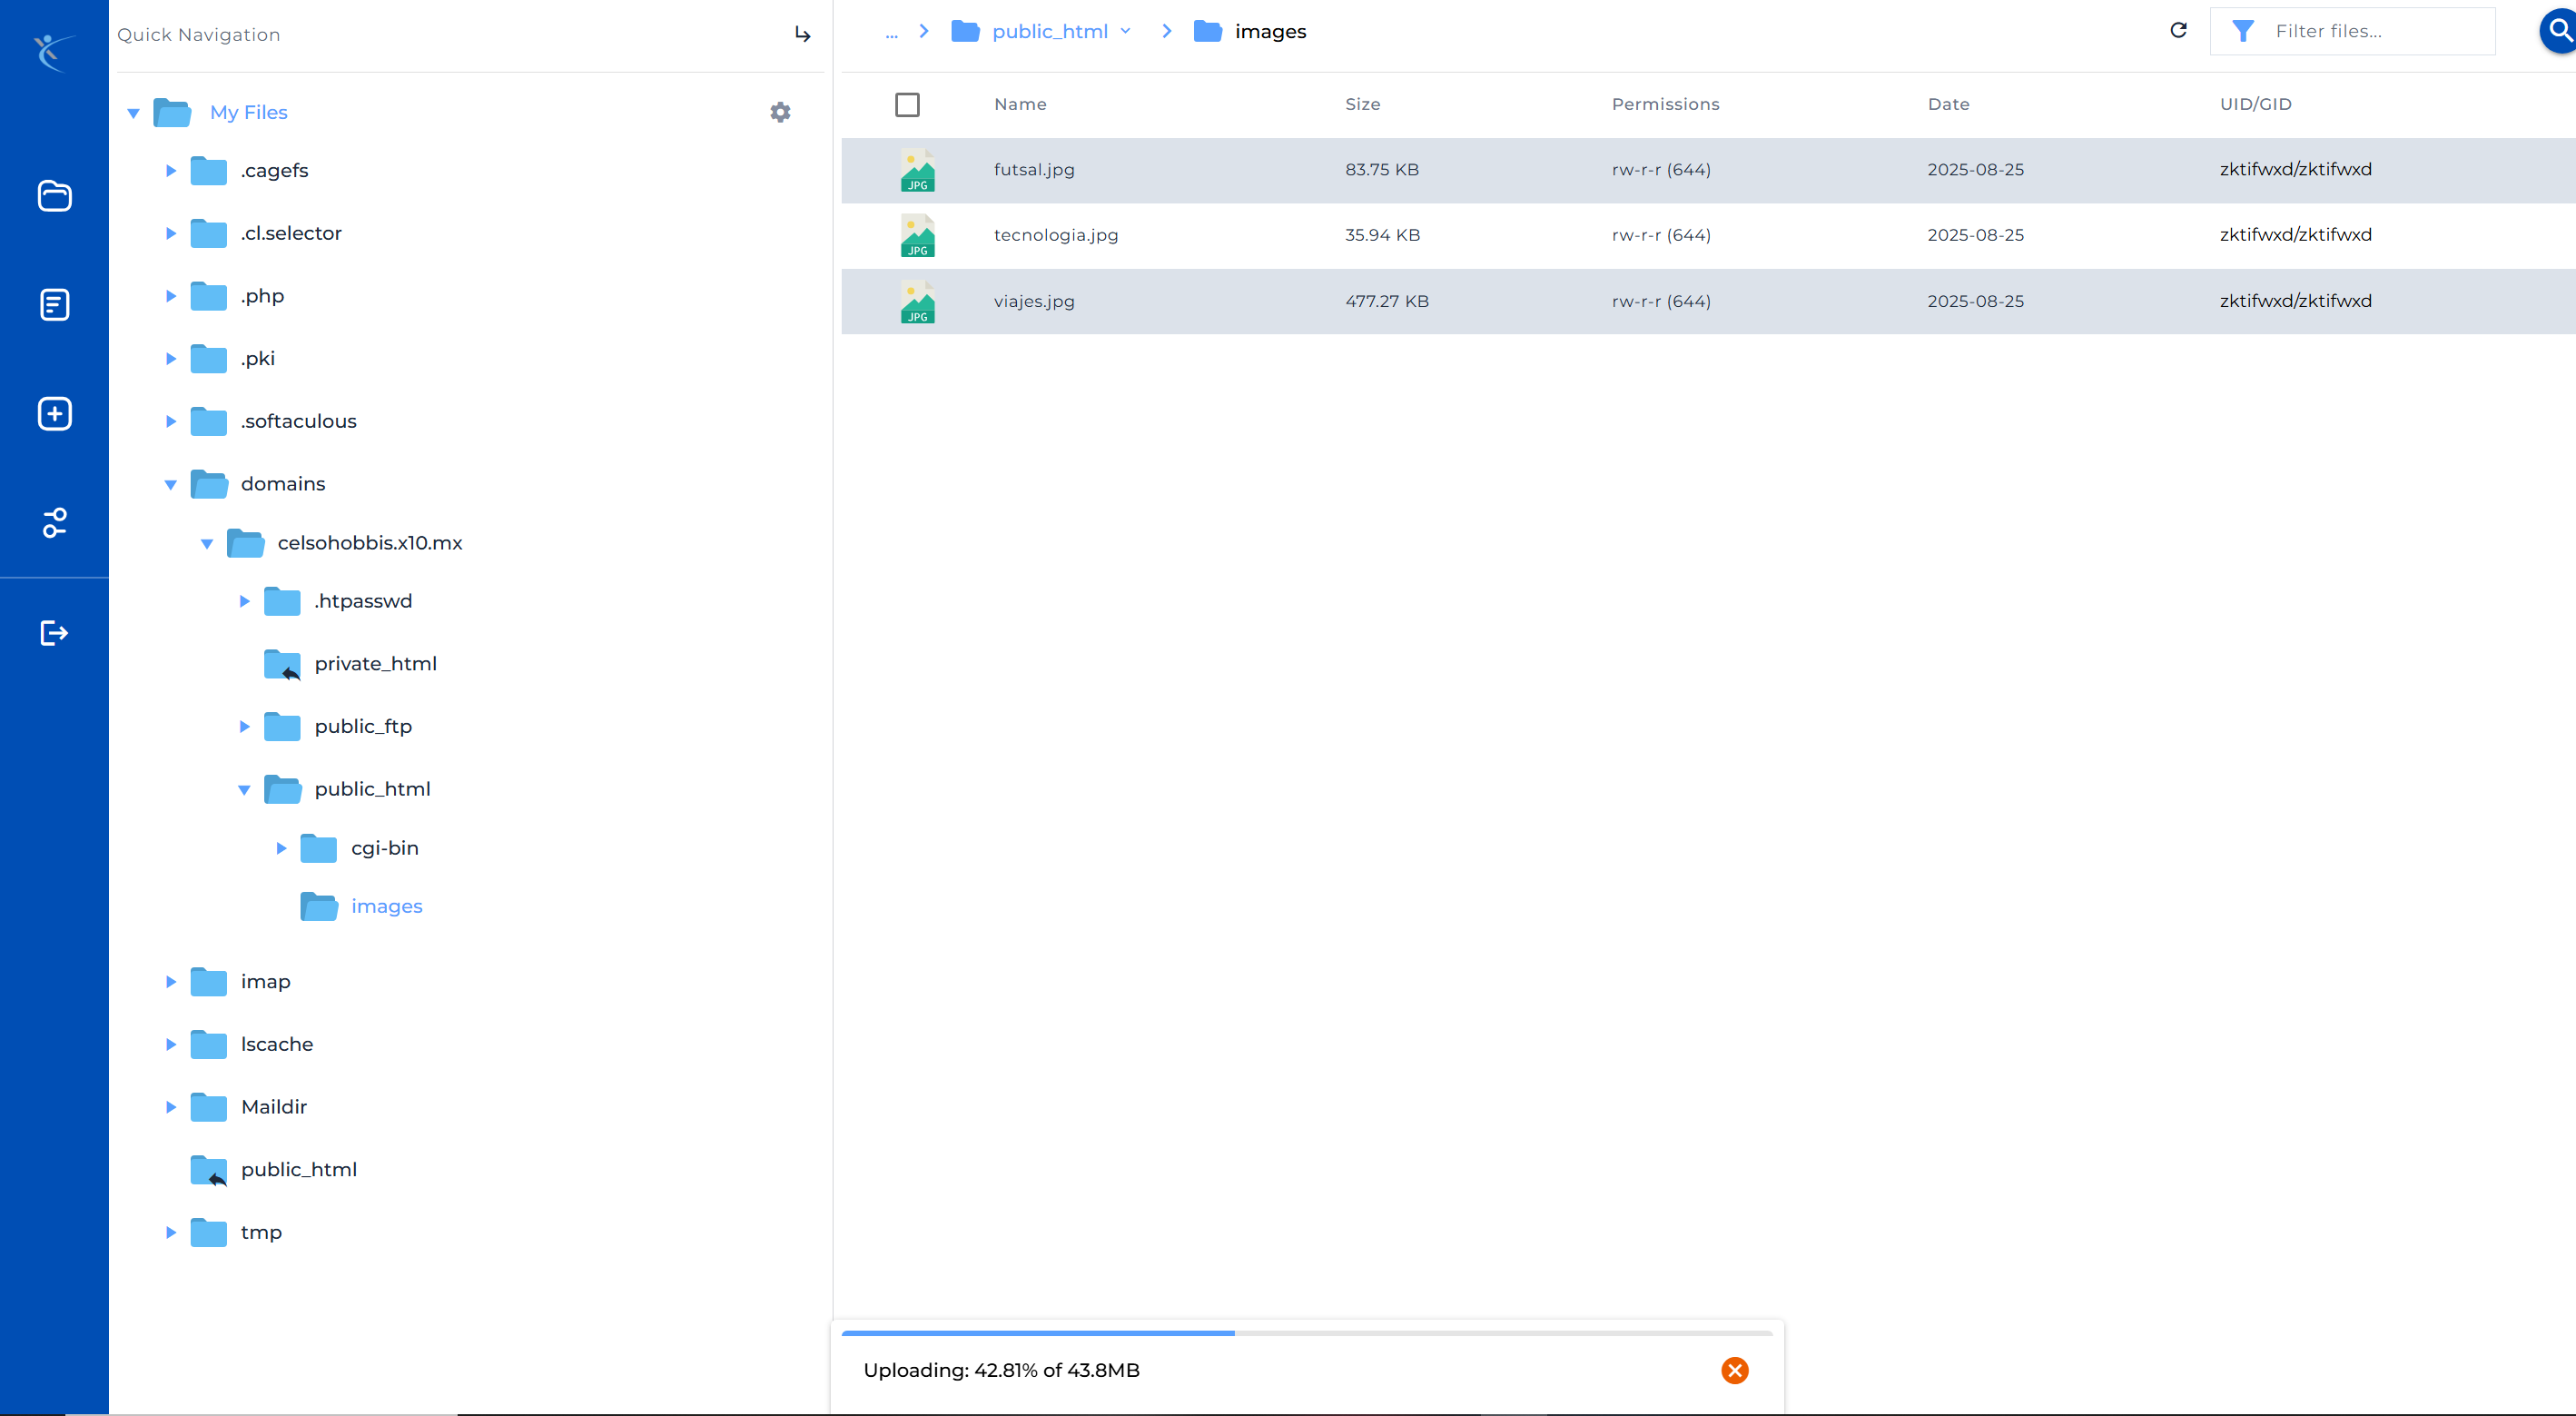 Quick Navigation
... public_html images
Filter files...
My Files
Name Size Permissions Date UID/GID
.cagefs
JPG futsal.jpg 83.75 KB rw-r-r (644) 2025-08-25 zktifwxd/zktifwxd
.cl.selector
JPG tecnologia.jpg 35.94 KB rw-r-r (644) 2025-08-25 zktifwxd/zktifwxd
.php
JPG viajes.jpg 477.27 KB rw-r-r (644) 2025-08-25 zktifwxd/zktifwxd
.pki
.softaculous
domains
celsohobbis.x10.mx
.htpasswd
private_html
public_ftp
public_html
cgi-bin
images
imap
lscache
Maildir
public_html
tmp
Uploading: 42.81% of 43.8MB